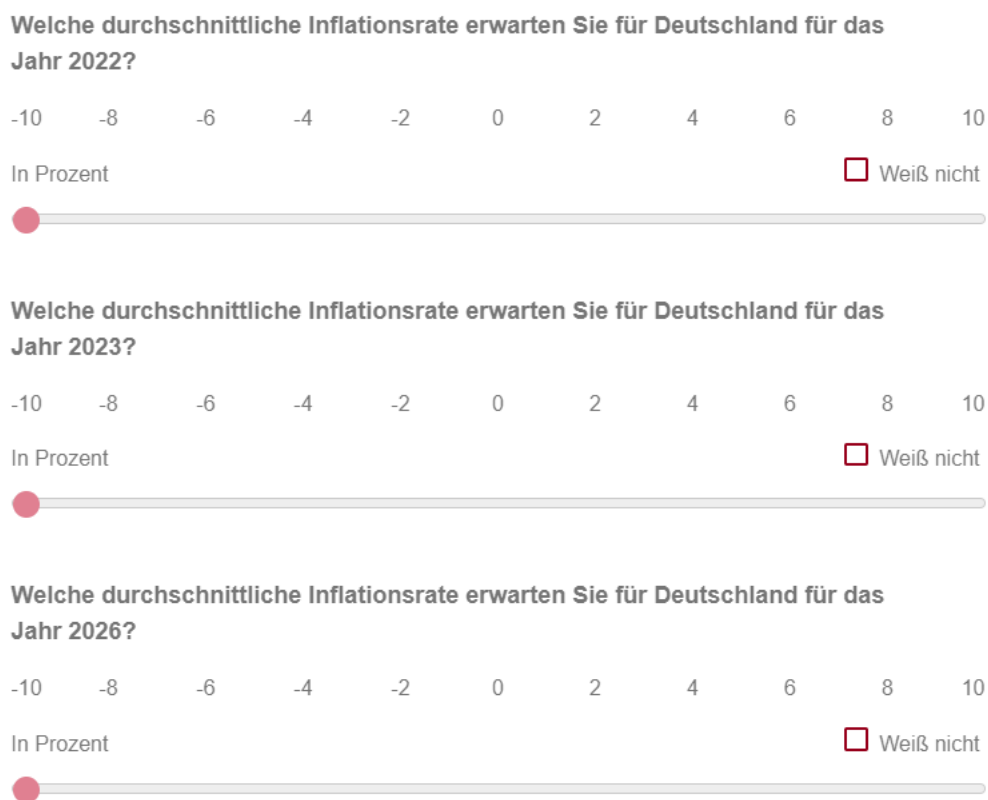 Welche durchschnittliche Inflationsrate erwarten Sie für Deutschland für das
Jahr 2022?
-10 -8 -6 -4 -2 0 2 4 6 8 10
In Prozent Weiß nicht
Welche durchschnittliche Inflationsrate erwarten Sie für Deutschland für das
Jahr 2023?
-10 -8 -6 -4 -2 0 2 4 6 8 10
In Prozent Weiß nicht
Welche durchschnittliche Inflationsrate erwarten Sie für Deutschland für das
Jahr 2026?
-10 -8 -6 -4 -2 0 2 4 6 8 10
In Prozent Weiß nicht